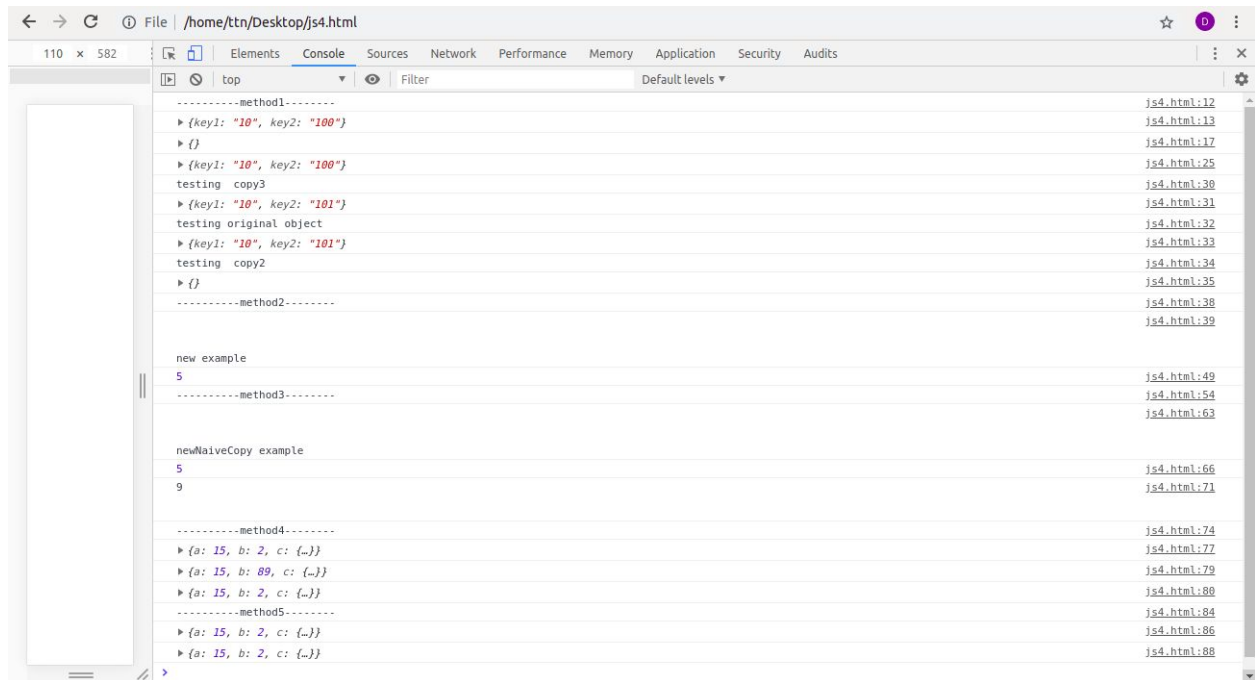 File | /home/ttn/Desktop/js4.html D
110 × 582 Elements Console Sources Network Performance Memory Application Security Audits
top Filter Default levels
----------method1-------- js4.html:12
{key1: "10", key2: "100"} js4.html:13
{} js4.html:17
{key1: "10", key2: "100"} js4.html:25
testing  copy3 js4.html:30
{key1: "10", key2: "101"} js4.html:31
testing original object js4.html:32
{key1: "10", key2: "101"} js4.html:33
testing  copy2 js4.html:34
{} js4.html:35
----------method2-------- js4.html:38
js4.html:39
new example
5 js4.html:49
----------method3-------- js4.html:54
js4.html:63
newNaiveCopy example
5 js4.html:66
9 js4.html:71
----------method4-------- js4.html:74
{a: 15, b: 2, c: {…}} js4.html:77
{a: 15, b: 89, c: {…}} js4.html:79
{a: 15, b: 2, c: {…}} js4.html:80
----------method5-------- js4.html:84
{a: 15, b: 2, c: {…}} js4.html:86
{a: 15, b: 2, c: {…}} js4.html:88